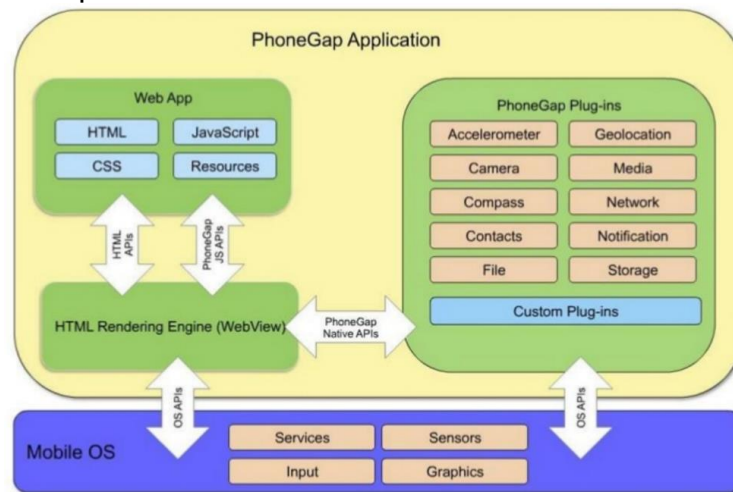 PhoneGap Application
Web App
HTML
JavaScript
CSS
Resources
HTML
APIs
PhoneGap
JS APIs
HTML Rendering Engine (WebView)
OS APIs
PhoneGap
Native APIs
PhoneGap Plug-ins
Accelerometer
Geolocation
Camera
Media
Compass
Network
Contacts
Notification
File
Storage
Custom Plug-ins
OS APIs
Mobile OS
Services
Sensors
Input
Graphics